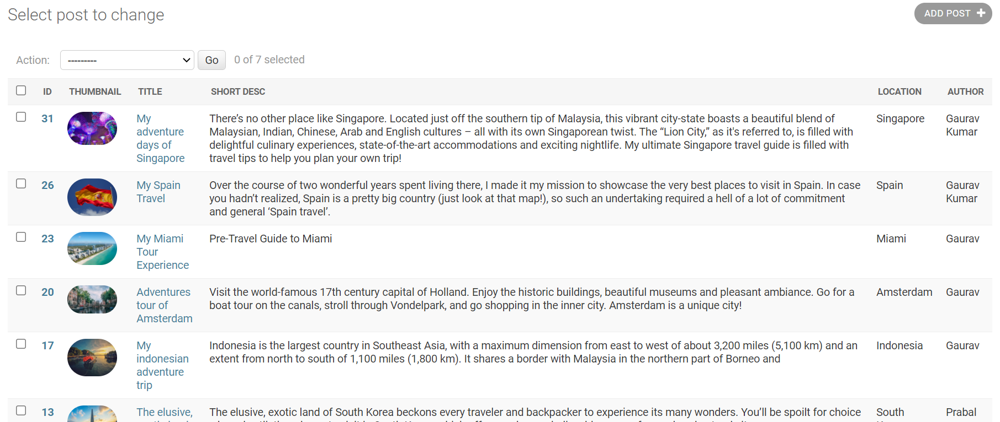 Select post to change
ADD POST
Action: --------- Go 0 of 7 selected
ID THUMBNAIL TITLE SHORT DESC LOCATION AUTHOR
31
My
adventure
days of
Singapore
There’s no other place like Singapore. Located just off the southern tip of Malaysia, this vibrant city-state boasts a beautiful blend of
Malaysian, Indian, Chinese, Arab and English cultures – all with its own Singaporean twist. The “Lion City,” as it's referred to, is filled with
delightful culinary experiences, state-of-the-art accommodations and exciting nightlife. My ultimate Singapore travel guide is filled with
travel tips to help you plan your own trip!
Singapore
Gaurav
Kumar
26
My Spain
Travel
Over the course of two wonderful years spent living there, I made it my mission to showcase the very best places to visit in Spain. In case
you hadn’t realized, Spain is a pretty big country (just look at that map!), so such an undertaking required a hell of a lot of commitment
and general ‘Spain travel’.
Spain
Gaurav
Kumar
23
My Miami
Tour
Experience
Pre-Travel Guide to Miami
Miami
Gaurav
20
Adventures
tour of
Amsterdam
Visit the world-famous 17th century capital of Holland. Enjoy the historic buildings, beautiful museums and pleasant ambiance. Go for a
boat tour on the canals, stroll through Vondelpark, and go shopping in the inner city. Amsterdam is a unique city!
Amsterdam
Gaurav
17
My
indonesian
adventure
trip
Indonesia is the largest country in Southeast Asia, with a maximum dimension from east to west of about 3,200 miles (5,100 km) and an
extent from north to south of 1,100 miles (1,800 km). It shares a border with Malaysia in the northern part of Borneo and
Indonesia
Gaurav
13
The elusive,
The elusive, exotic land of South Korea beckons every traveler and backpacker to experience its many wonders. You’ll be spoilt for choice
South
Prabal